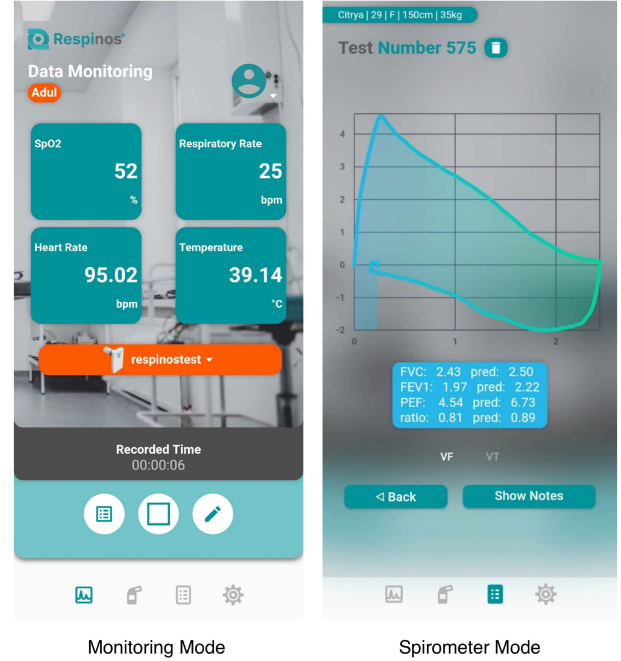 Respinos
Data Monitoring
Adul
SpO2
52
%
Respiratory Rate
25
bpm
Heart Rate
95.02
bpm
Temperature
39.14
°C
respinostest
Recorded Time
00:00:06
Monitoring Mode
Citrya | 29 | F | 150cm | 35kg
Test Number 575
4
3
2
1
0
-1
-2
0
1
2
FVC: 2.43 pred: 2.50
FEV1: 1.97 pred: 2.22
PEF: 4.54 pred: 6.73
ratio: 0.81 pred: 0.89
VF VT
Back
Show Notes
Spirometer Mode